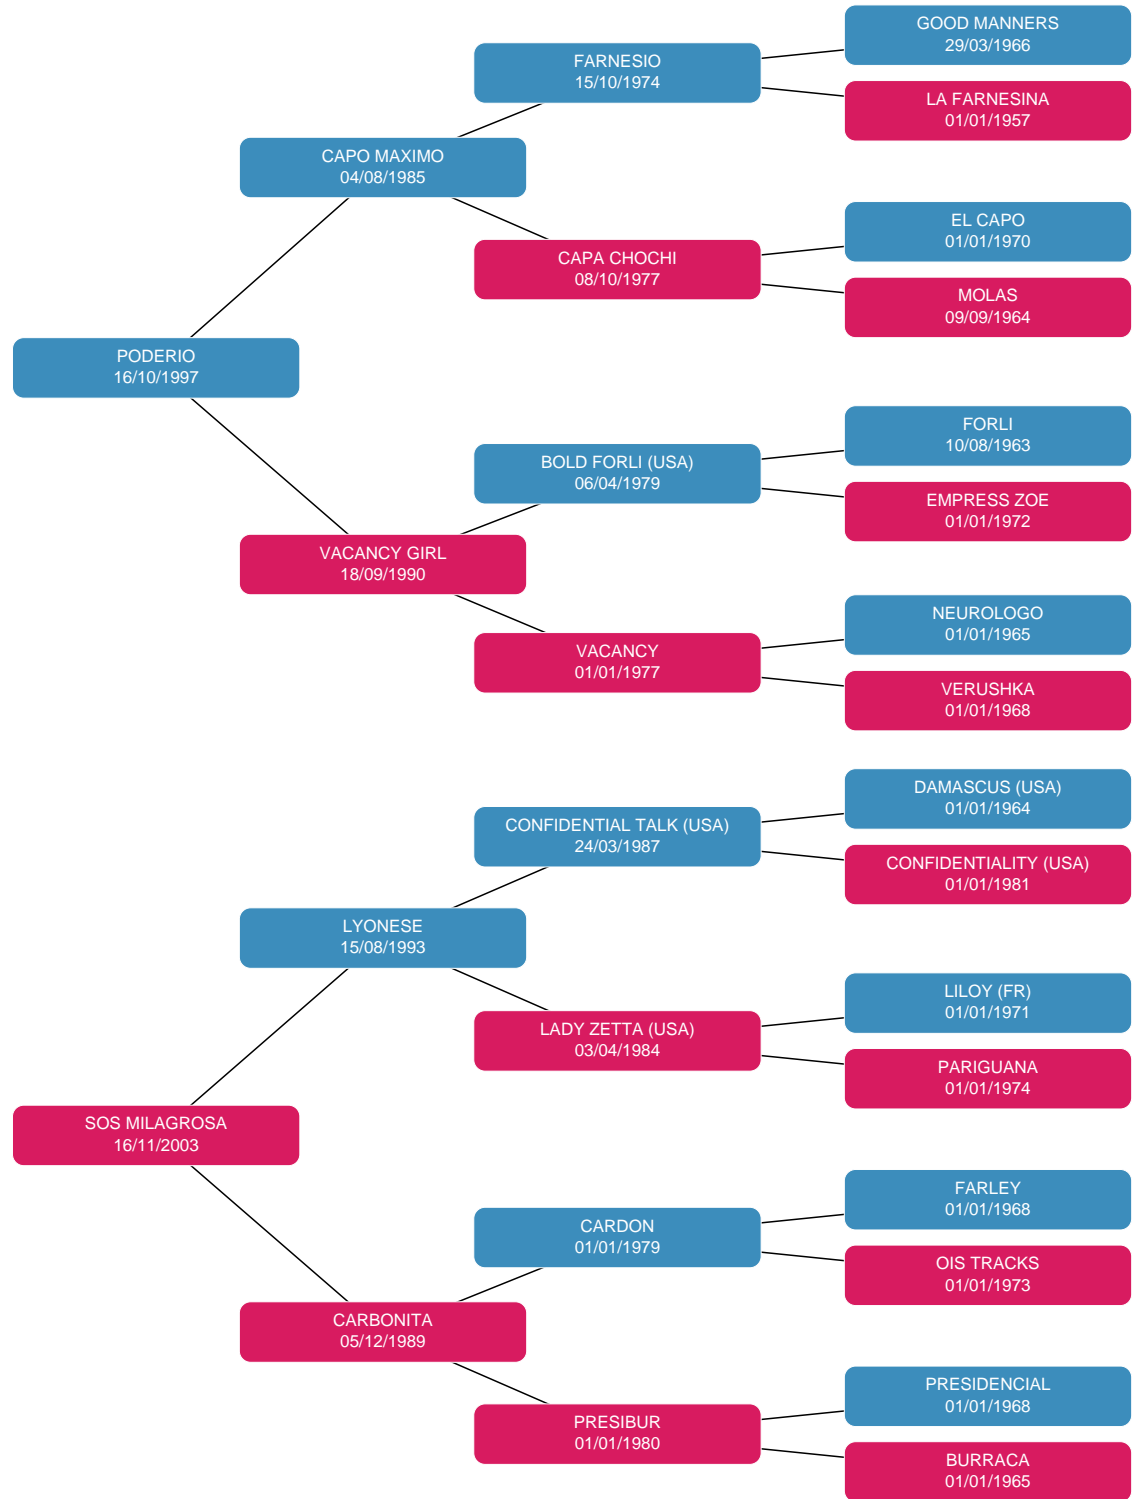 GOOD MANNERS
29/03/1966
FARNESIO
15/10/1974
LA FARNESINA
01/01/1957
CAPO MAXIMO
04/08/1985
EL CAPO
01/01/1970
CAPA CHOCHI
08/10/1977
MOLAS
09/09/1964
PODERIO
16/10/1997
FORLI
10/08/1963
BOLD FORLI (USA)
06/04/1979
EMPRESS ZOE
01/01/1972
VACANCY GIRL
18/09/1990
NEUROLOGO
01/01/1965
VACANCY
01/01/1977
VERUSHKA
01/01/1968
DAMASCUS (USA)
01/01/1964
CONFIDENTIAL TALK (USA)
24/03/1987
CONFIDENTIALITY (USA)
01/01/1981
LYONESE
15/08/1993
LILOY (FR)
01/01/1971
LADY ZETTA (USA)
03/04/1984
PARIGUANA
01/01/1974
SOS MILAGROSA
16/11/2003
FARLEY
01/01/1968
CARDON
01/01/1979
OIS TRACKS
01/01/1973
CARBONITA
05/12/1989
PRESIDENCIAL
01/01/1968
PRESIBUR
01/01/1980
BURRACA
01/01/1965